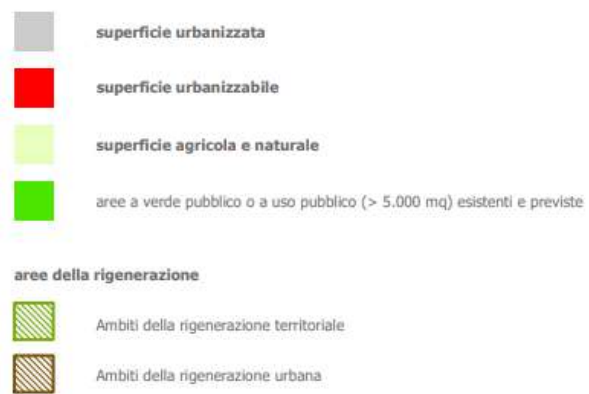 superficie urbanizzata
superficie urbanizzabile
superficie agricola e naturale
aree a verde pubblico o a uso pubblico (> 5.000 mq) esistenti e previste
aree della rigenerazione
Ambiti della rigenerazione territoriale
Ambiti della rigenerazione urbana